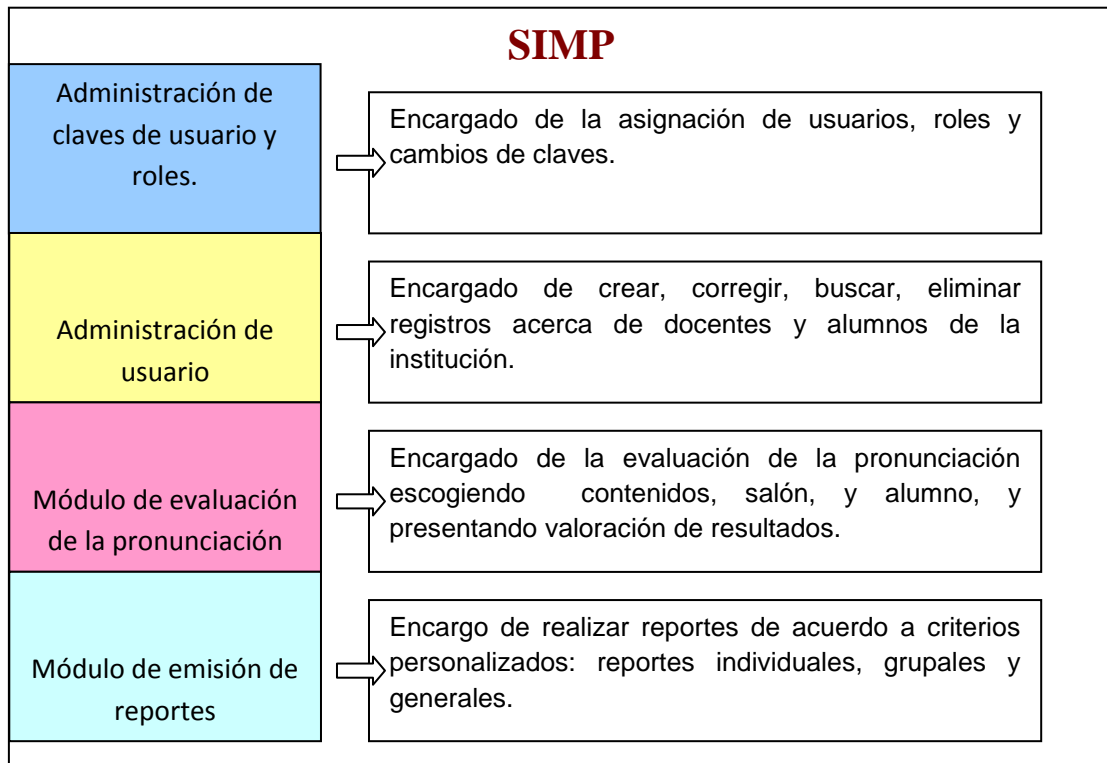 SIMP
Administración de
claves de usuario y
roles.
Encargado de la asignación de usuarios, roles y
cambios de claves.
Administración de
usuario
Encargado de crear, corregir, buscar, eliminar
registros acerca de docentes y alumnos de la
institución.
Módulo de evaluación
de la pronunciación
Encargado de la evaluación de la pronunciación
escogiendo contenidos, salón, y alumno, y
presentando valoración de resultados.
Módulo de emisión de
reportes
Encargo de realizar reportes de acuerdo a criterios
personalizados: reportes individuales, grupales y
generales.